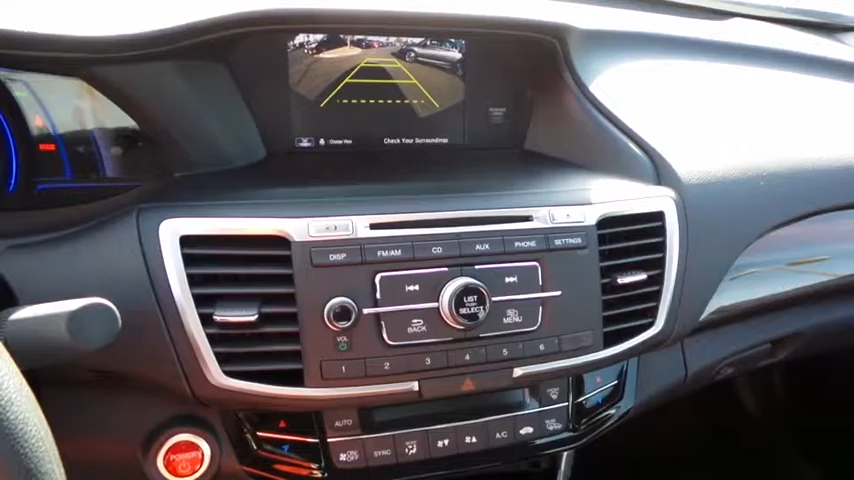 Change View Check Your Surroundings
DISP FM/AM CD AUX PHONE SETTINGS
LIST
PUSH
SELECT
VOL BACK MENU
1 2 3 4 5 6
AUTO
POWER
OFF SYNC